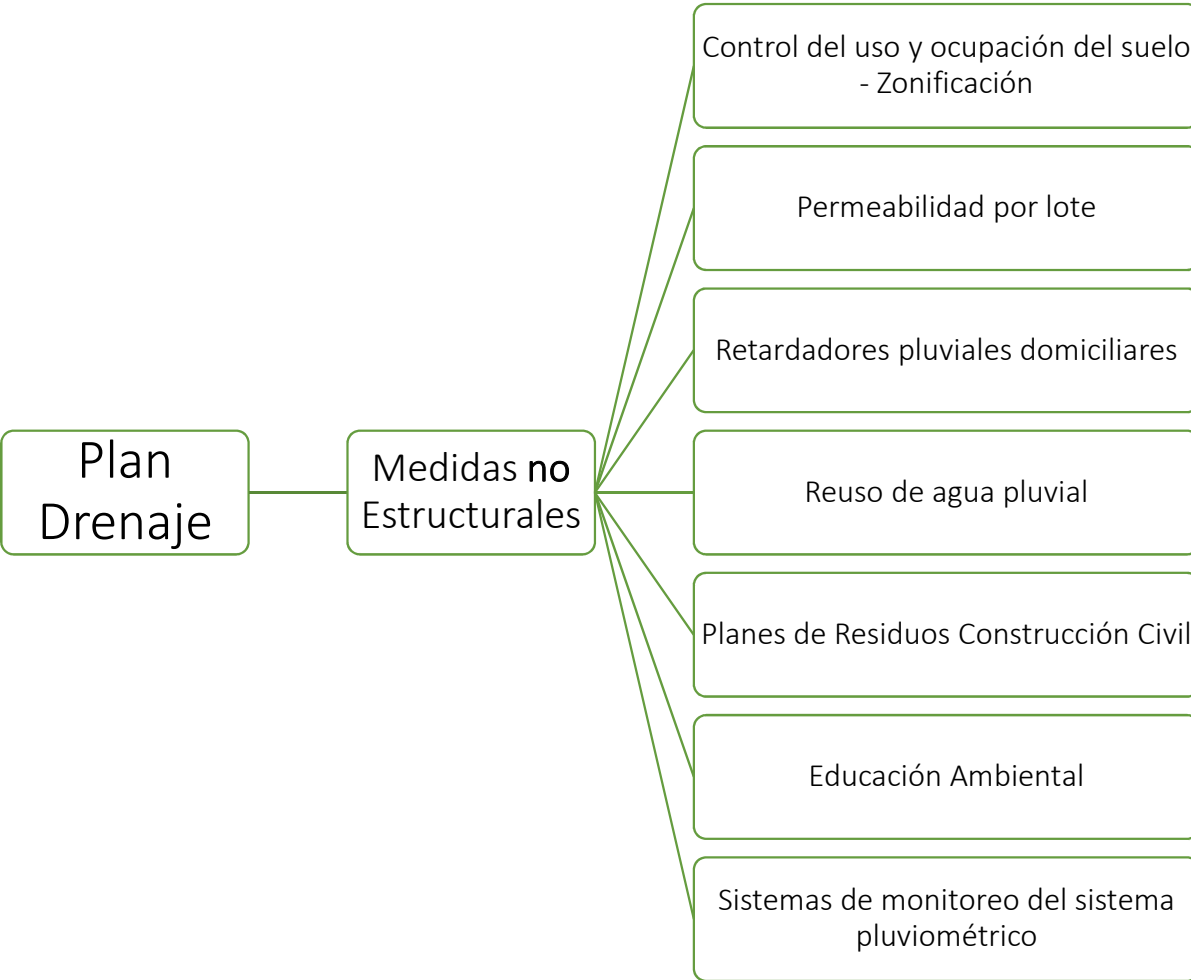 Plan
Drenaje
Medidas no
Estructurales
Control del uso y ocupación del suelo
- Zonificación
Permeabilidad por lote
Retardadores pluviales domiciliares
Reuso de agua pluvial
Planes de Residuos Construcción Civil
Educación Ambiental
Sistemas de monitoreo del sistema
pluviométrico